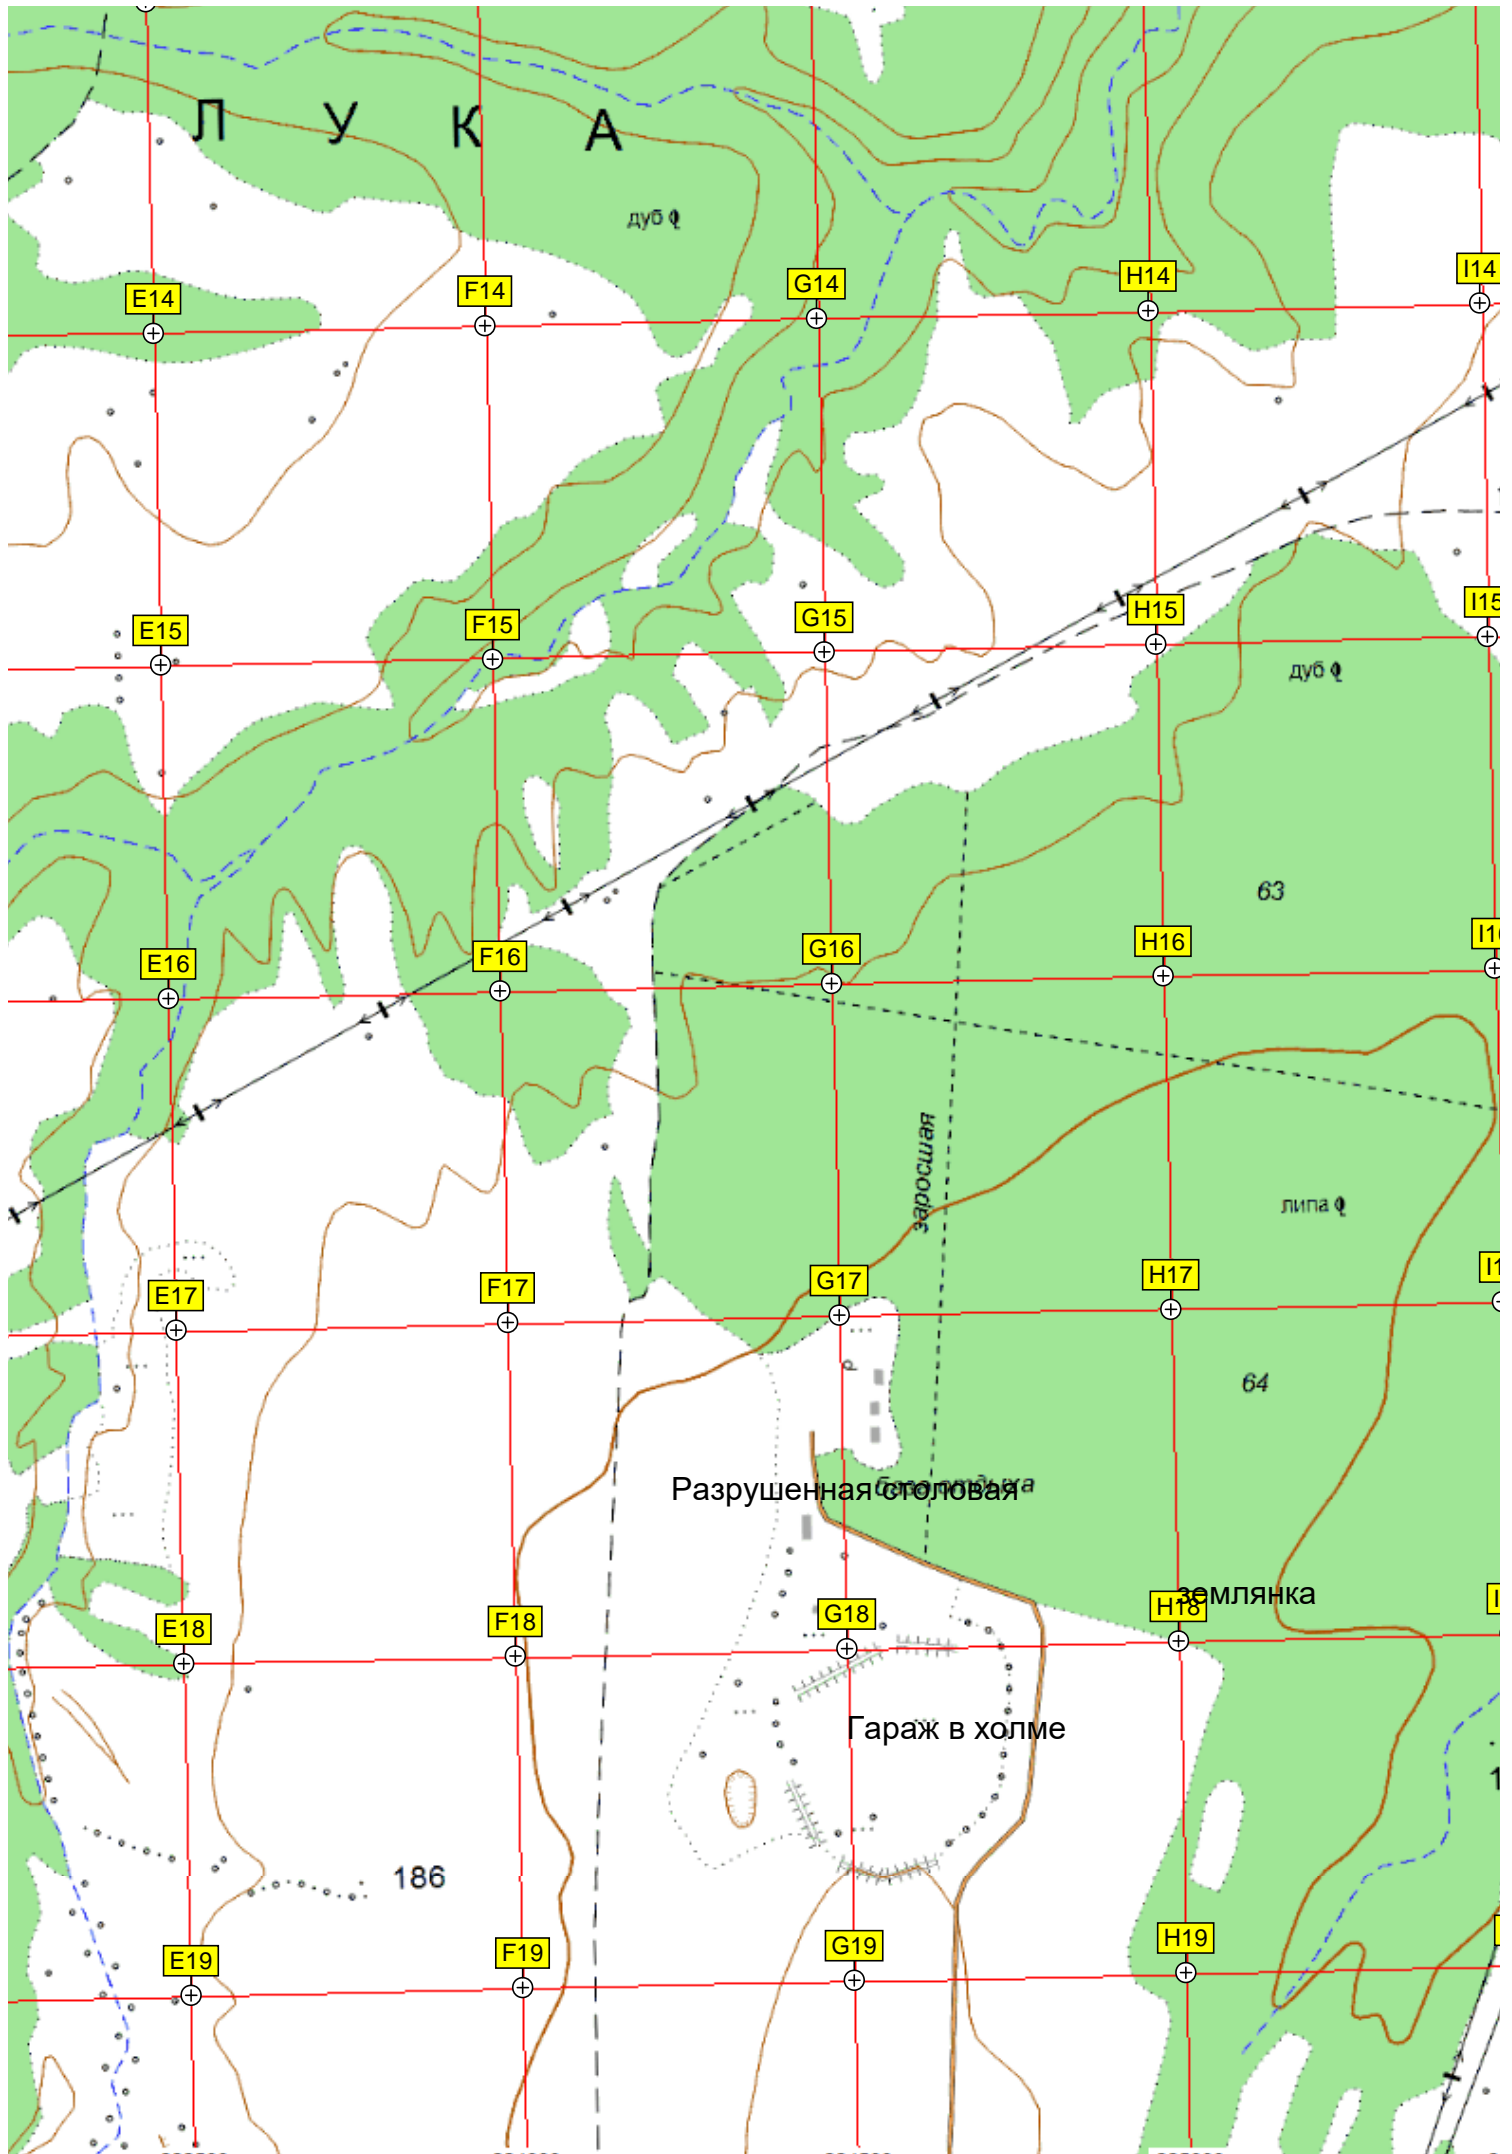 Л У К А
дуб
E14 F14 G14 H14 I14
E15 F15 G15 H15 I15
дуб
63
E16 F16 G16 H16
заросшая
липа
E17 F17 G17 H17
64
Разрушенная столовая
база отдыха
землянка
E18 F18 G18 H18
Гараж в холме
186
E19 F19 G19 H19